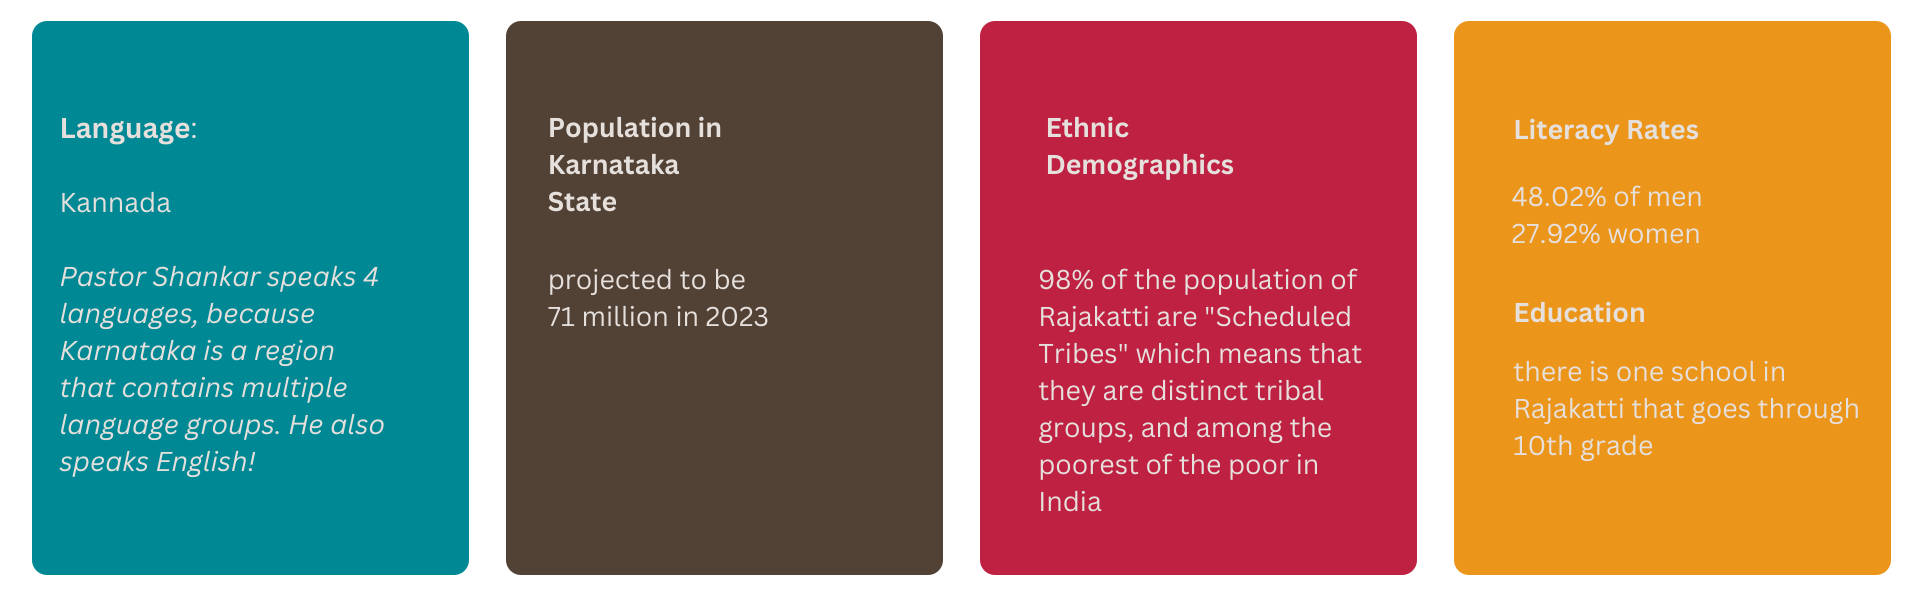 Language:
Kannada
Pastor Shankar speaks 4
languages, because
Karnataka is a region
that contains multiple
language groups. He also
speaks English!
Population in
Karnataka
State
projected to be
71 million in 2023
Ethnic
Demographics
98% of the population of
Rajakatti are "Scheduled
Tribes" which means that
they are distinct tribal
groups, and among the
poorest of the poor in
India
Literacy Rates
48.02% of men
27.92% women
Education
there is one school in
Rajakatti that goes through
10th grade